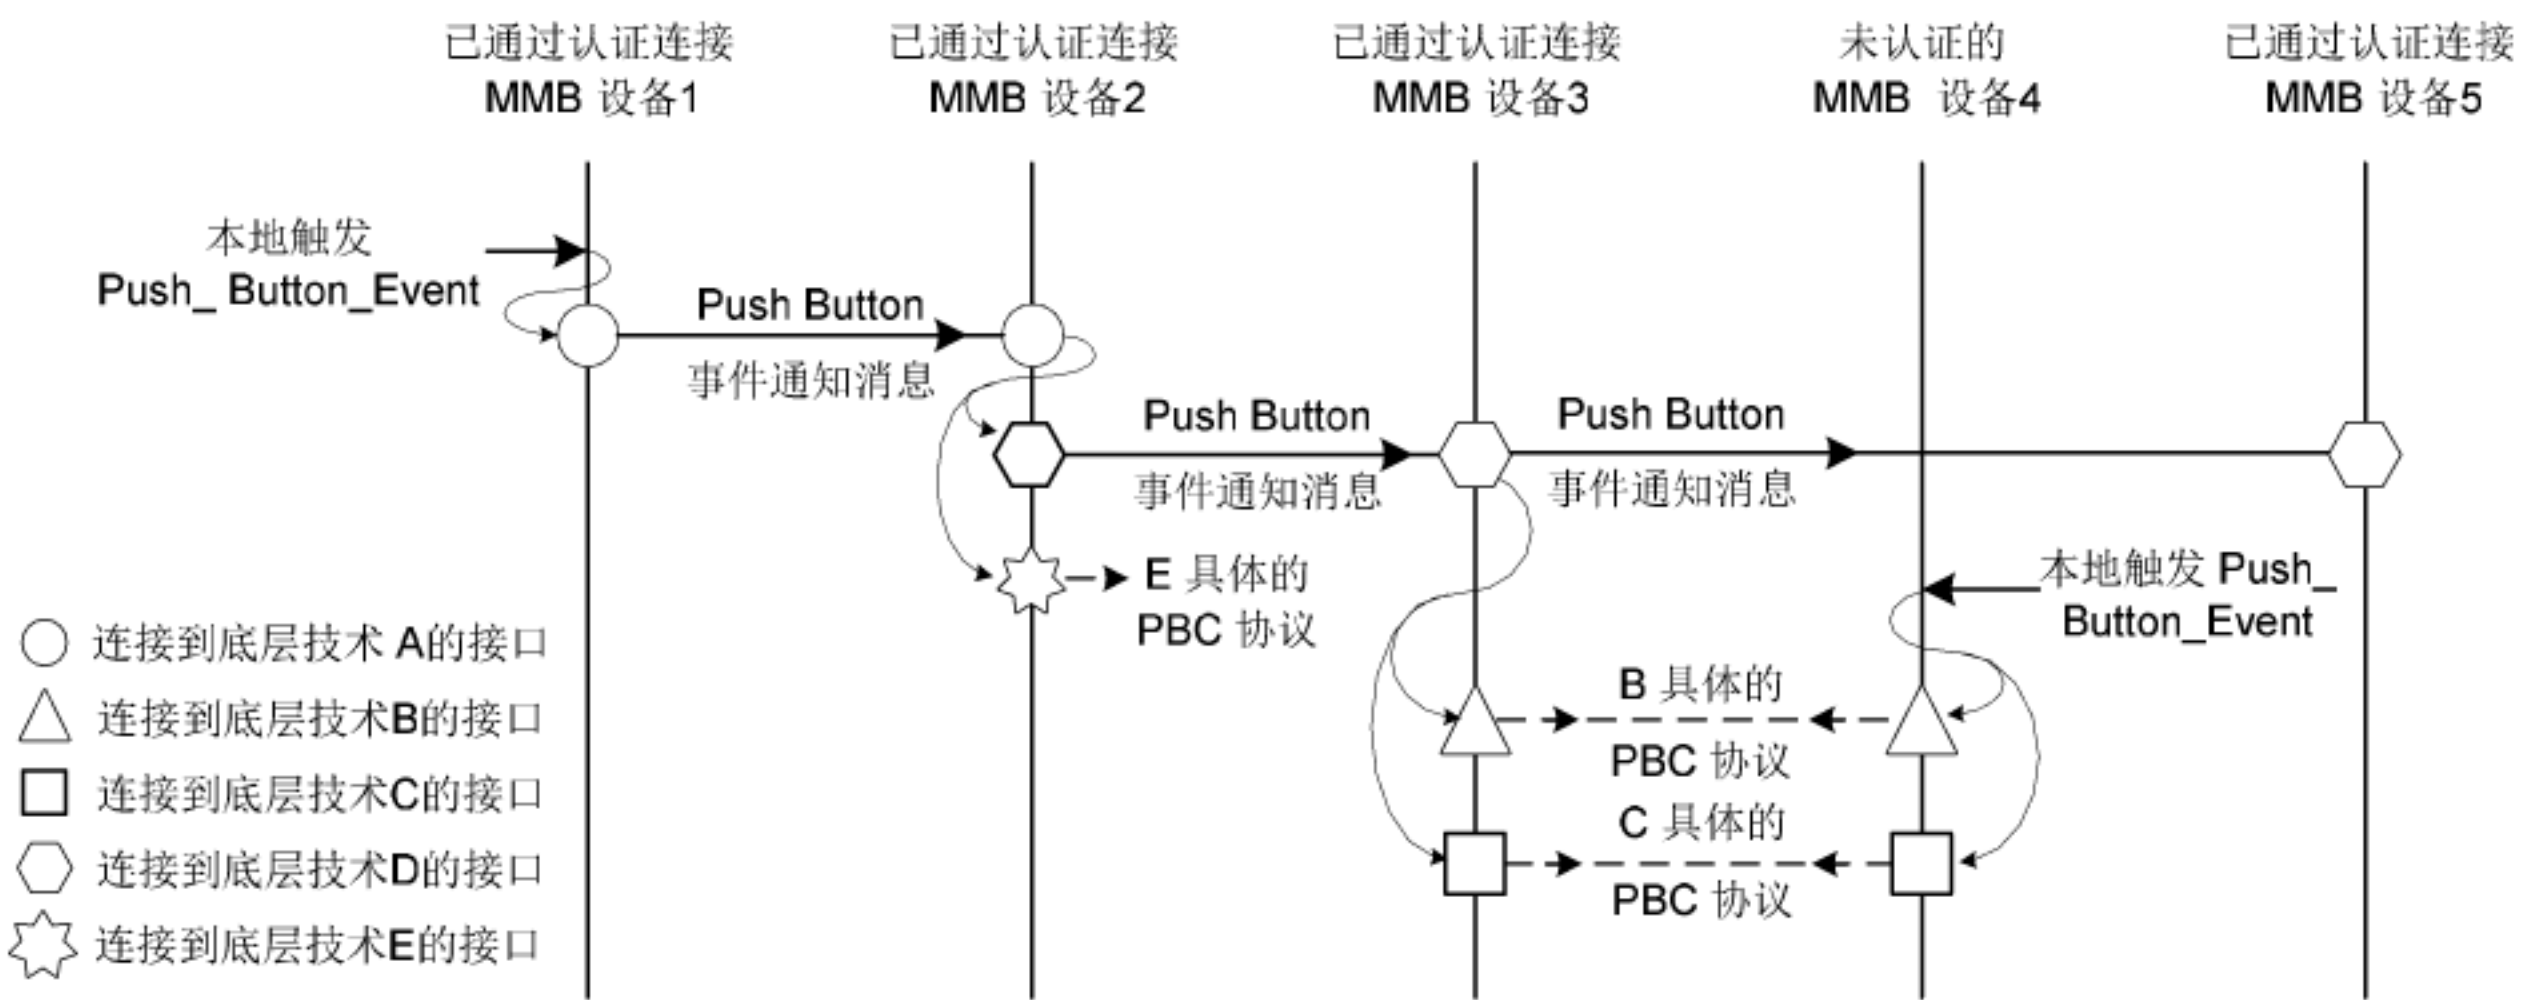 已通过认证连接
MMB 设备1
已通过认证连接
MMB 设备2
已通过认证连接
MMB 设备3
未认证的
MMB 设备4
已通过认证连接
MMB 设备5
本地触发
Push_ Button_Event
Push Button
事件通知消息
Push Button
事件通知消息
Push Button
事件通知消息
E 具体的
PBC 协议
本地触发 Push_
Button_Event
B 具体的
PBC 协议
C 具体的
PBC 协议
连接到底层技术 A的接口
连接到底层技术B的接口
连接到底层技术C的接口
连接到底层技术D的接口
连接到底层技术E的接口